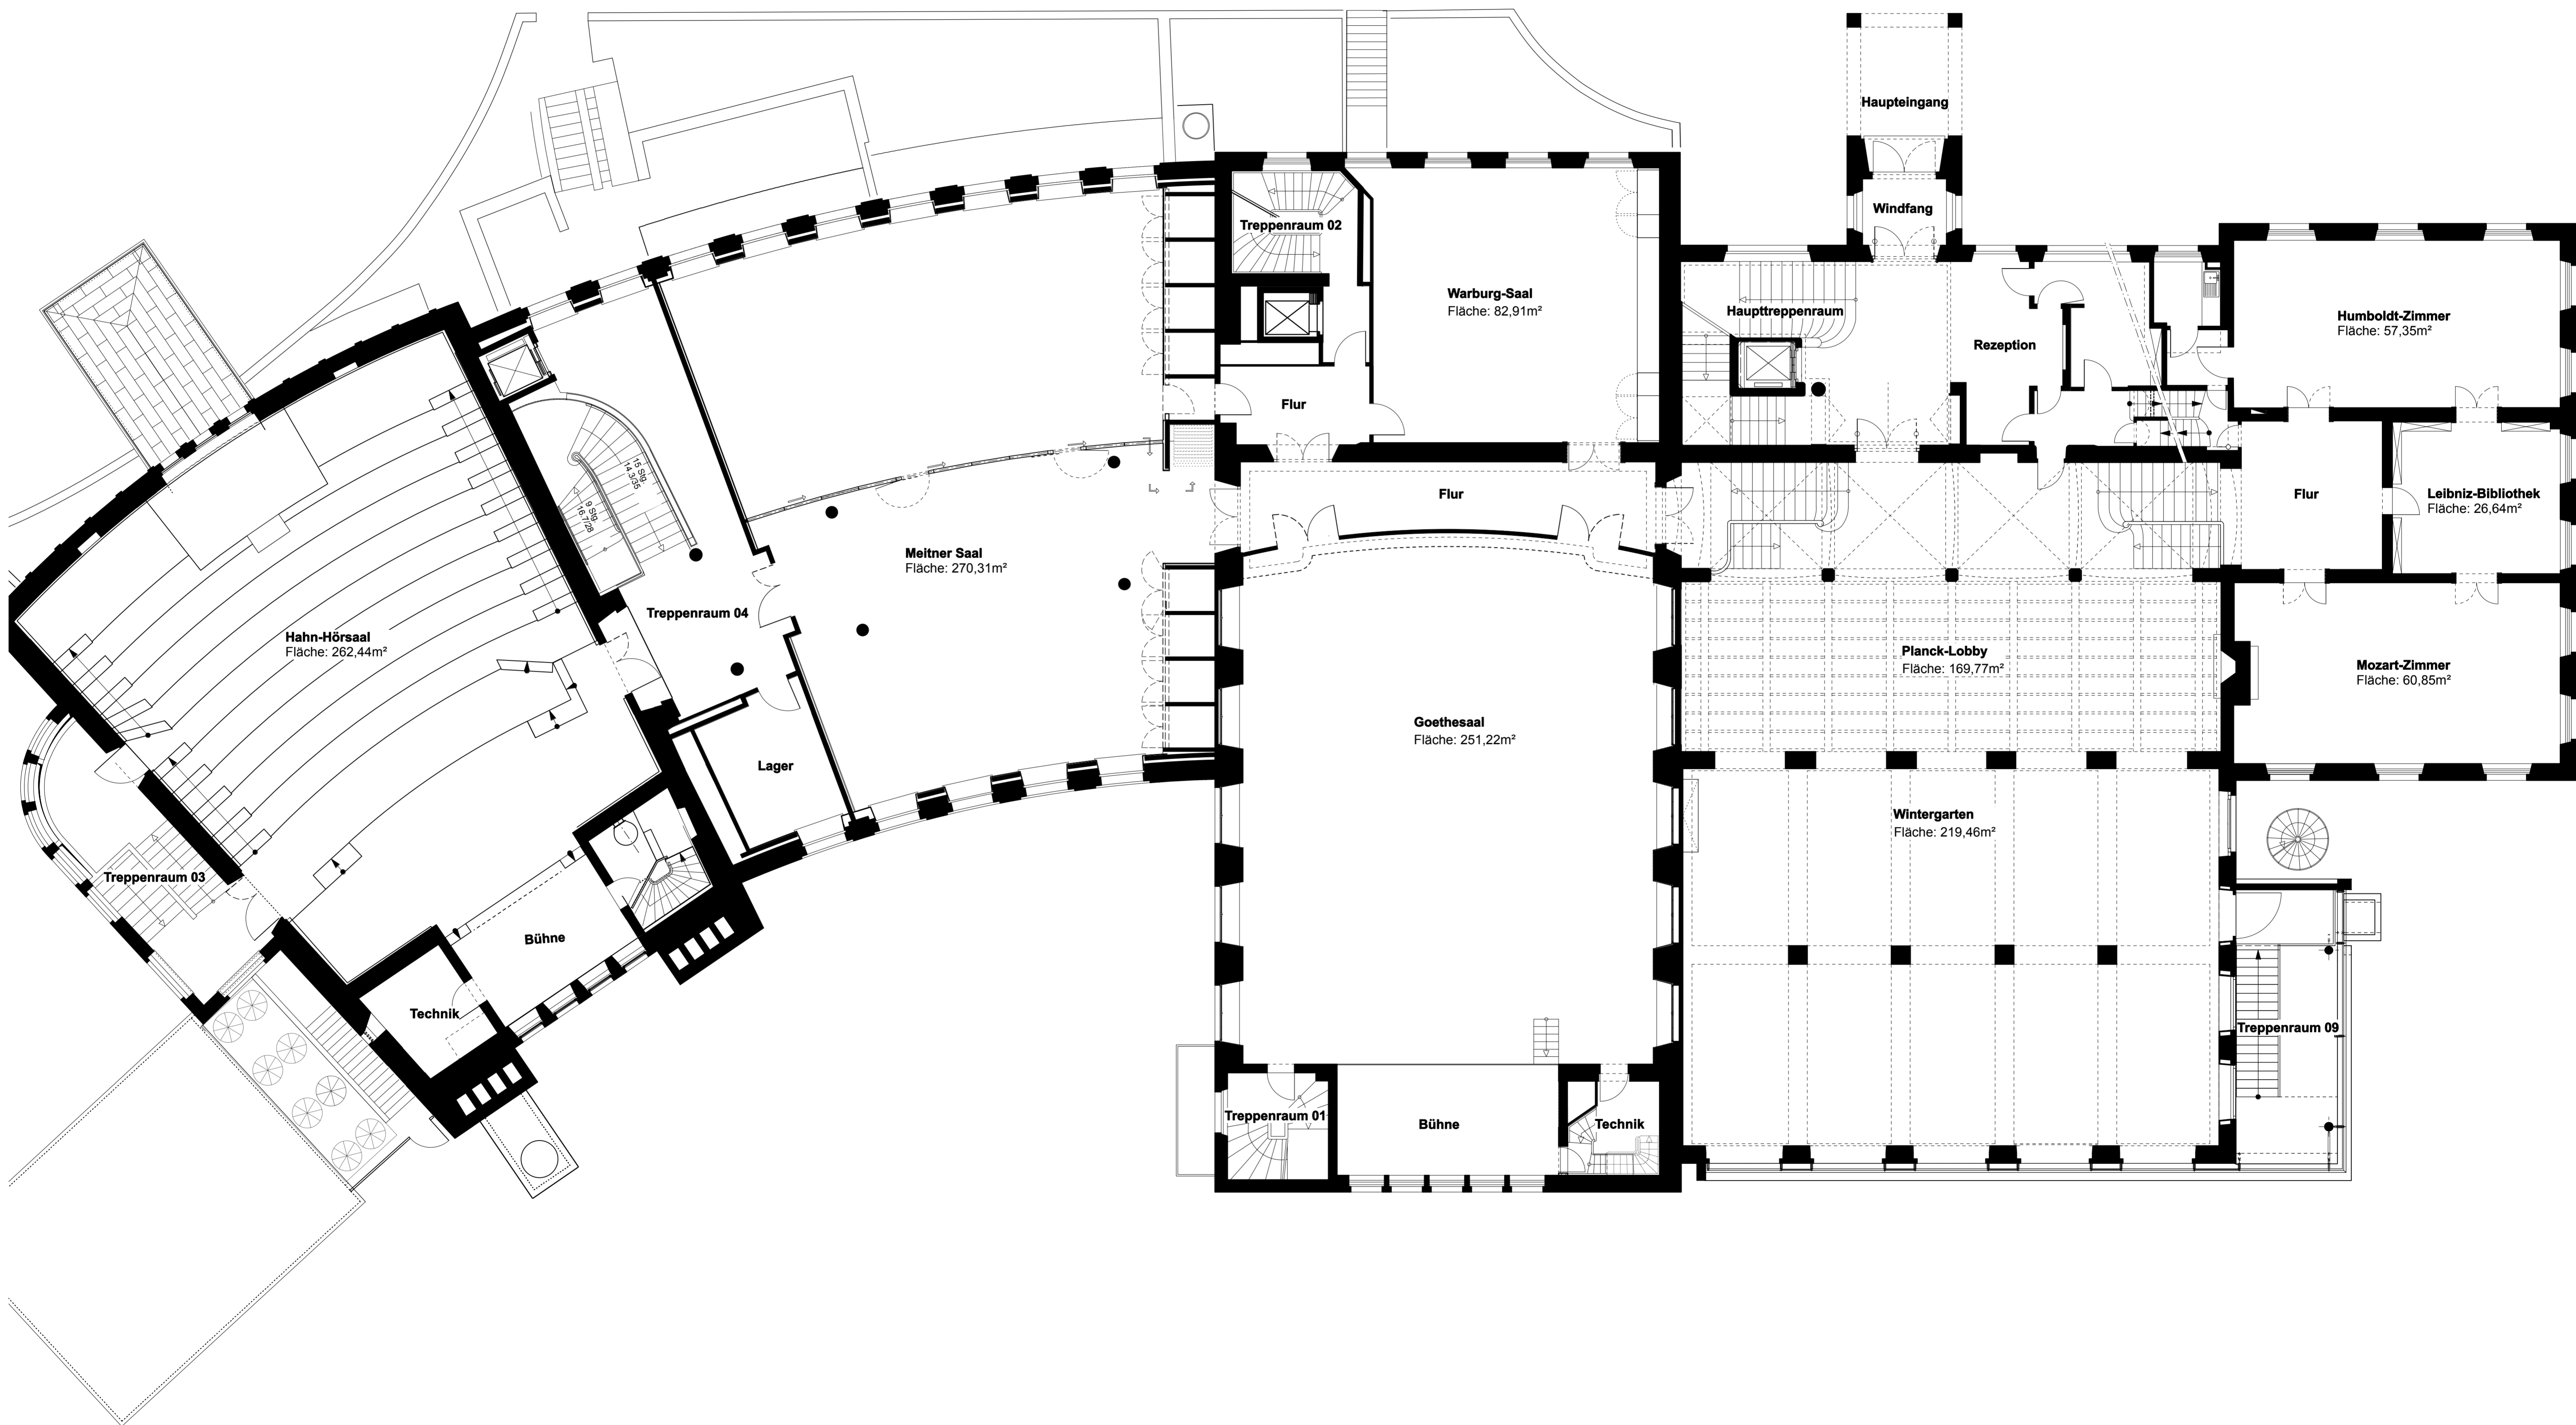 Haupteingang
Windfang
Treppenraum 02
Warburg-Saal
Fläche: 82,91m²
Haupttreppenraum
Rezeption
Humboldt-Zimmer
Fläche: 57,35m²
Flur
15 Stg.
14.3/35
9 Stg.
16.7/28
Flur
Flur
Leibniz-Bibliothek
Fläche: 26,64m²
Meitner Saal
Fläche: 270,31m²
Treppenraum 04
Hahn-Hörsaal
Fläche: 262,44m²
Planck-Lobby
Fläche: 169,77m²
Mozart-Zimmer
Fläche: 60,85m²
Goethesaal
Fläche: 251,22m²
Lager
Wintergarten
Fläche: 219,46m²
Treppenraum 03
Bühne
Technik
Treppenraum 09
Treppenraum 01
Bühne
Technik